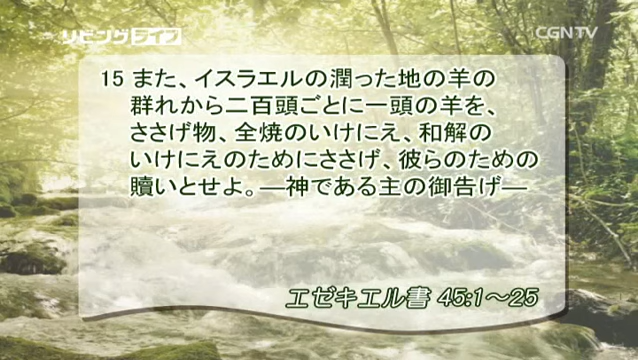 リビングライフ
CGNTV
15 また、イスラエルの潤った地の羊の
群れから二百頭ごとに一頭の羊を、
ささげ物、全焼のいけにえ、和解の
いけにえのためにささげ、彼らのための
贖いとせよ。―神である主の御告げ―
エゼキエル書 45:1～25